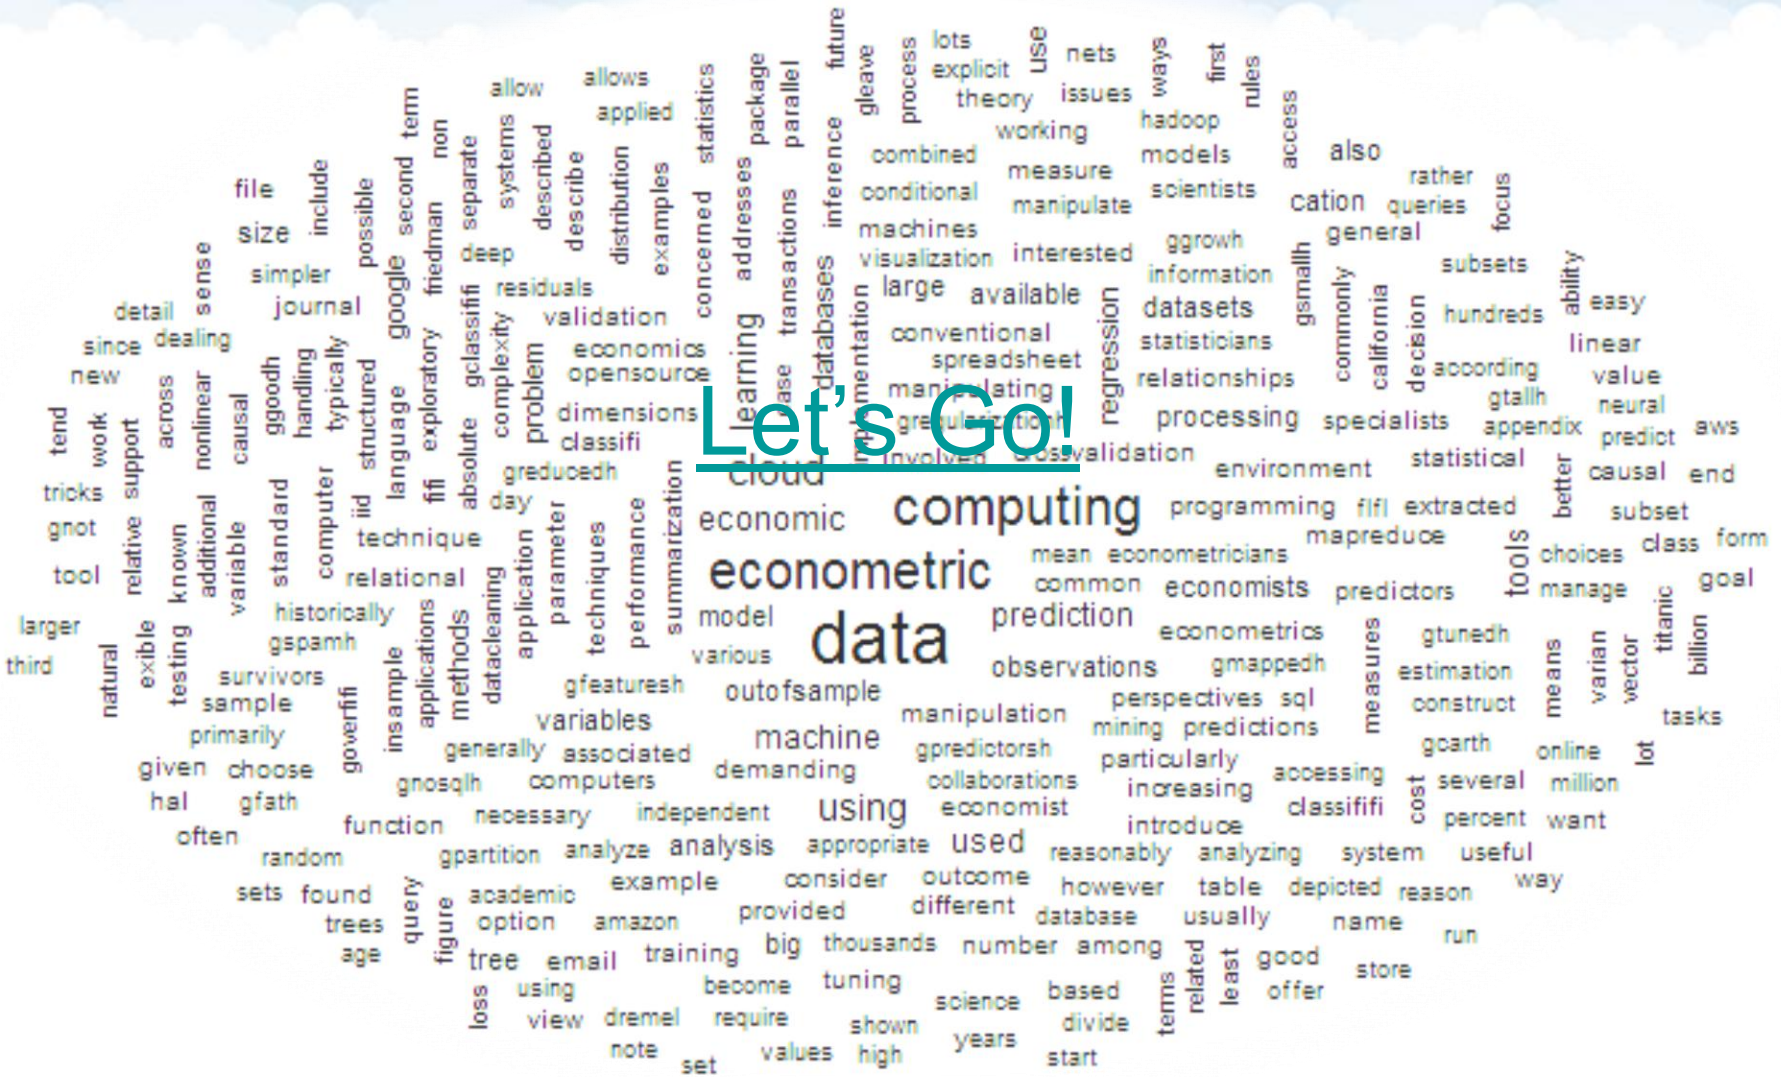 future
lots
use
nets
ways
first
rules
gleave
process
explicit
theory
issues
access
allow
allows
applied
statistics
package
parallel
working
hadoop
also
term
non
separate
systems
described
describe
distribution
examples
inference
combined
measure
models
rather
focus
file
include
possible
second
friedman
concerned
addresses
transactions
conditional
manipulate
scientists
cation
queries
size
deep
machines
interested
ggrowh
general
sense
simpler
google
residuals
databases
visualization
information
gsmallh
subsets
ability
detail
journal
gclassififi
validation
learning
large
available
regression
datasets
commonly
california
decision
hundreds
easy
since
dealing
complexity
economics
conventional
statisticians
linear
new
handling
typically
structured
exploratory
problem
opensource
spreadsheet
relationships
according
value
tend
work
support
across
nonlinear
causal
ggoodh
language
absolute
dimensions
manipulating
Let's Go!
gregularizationh
processing
specialists
gtallh
neural
appendix
predict
aws
classifi
involved
crossvalidation
environment
statistical
tricks
greducedh
cloud
better
causal
end
gnot
relative
known
additional
variable
standard
computer
iid
fifi
day
parameter
techniques
performance
summarization
economic
computing
programming
flfl
extracted
subset
technique
mapreduce
tools
choices
class
form
tool
relational
application
econometric
mean
econometricians
common
economists
predictors
manage
goal
larger
historically
datacleaning
model
data
prediction
econometrics
measures
gtunedh
titanic
billion
third
natural
exible
testing
gspamh
insample
applications
methods
various
observations
gmappedh
estimation
means
varian
vector
survivors
sample
goverfifi
gfeaturesh
outofsample
perspectives
sql
construct
primarily
variables
manipulation
mining
predictions
tasks
given
choose
generally
associated
machine
gpredictorsh
particularly
gcarth
online
lot
hal
gfath
gnosqlh
computers
demanding
collaborations
increasing
accessing
cost
several
million
often
function
necessary
independent
using
economist
introduce
classififi
percent
want
random
gpartition
analyze
analysis
appropriate
used
reasonably
analyzing
system
useful
sets
found
query
academic
example
consider
outcome
however
table
depicted
reason
way
trees
figure
option
amazon
provided
different
database
usually
name
run
age
tree
email
training
big
thousands
number
among
related
least
good
store
loss
using
become
tuning
science
based
terms
offer
view
dremel
require
shown
years
divide
note
set
values
high
start